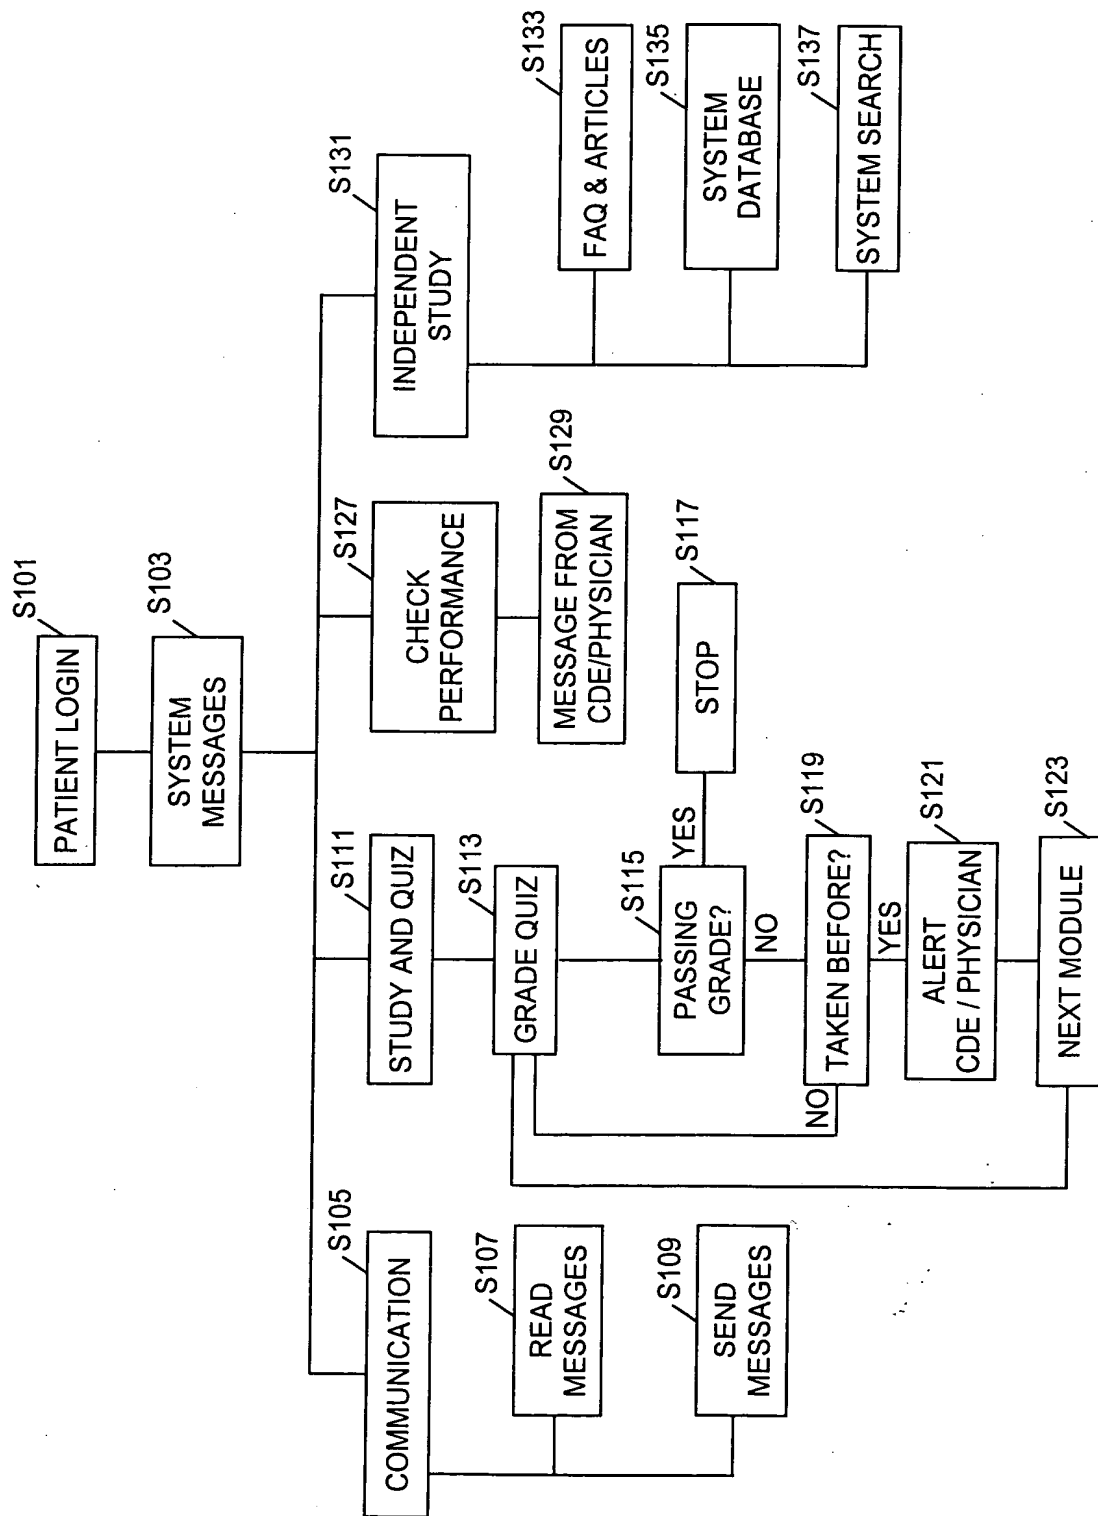 S101
PATIENT LOGIN
S103
SYSTEM
MESSAGES
S105
COMMUNICATION
S107
READ
MESSAGES
S109
SEND
MESSAGES
S111
STUDY AND QUIZ
S113
GRADE QUIZ
S115
PASSING
GRADE?
YES
S117
STOP
NO
S119
TAKEN BEFORE?
NO
YES
S121
ALERT
CDE / PHYSICIAN
S123
NEXT MODULE
S127
CHECK
PERFORMANCE
S129
MESSAGE FROM
CDE/PHYSICIAN
S131
INDEPENDENT
STUDY
S133
FAQ & ARTICLES
S135
SYSTEM
DATABASE
S137
SYSTEM SEARCH